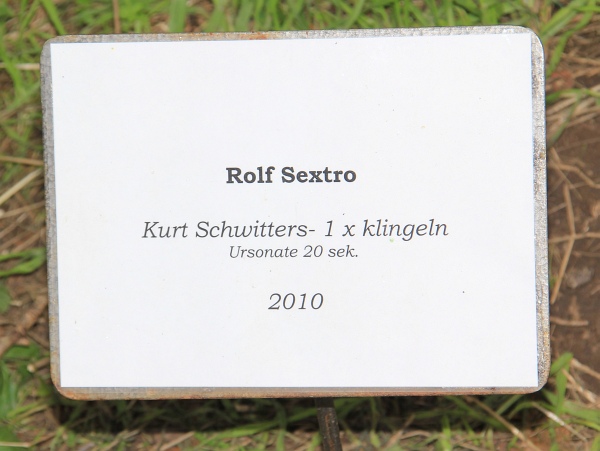 Rolf Sextro
Kurt Schwitters- 1 x klingeln
Ursonate 20 sek.
2010